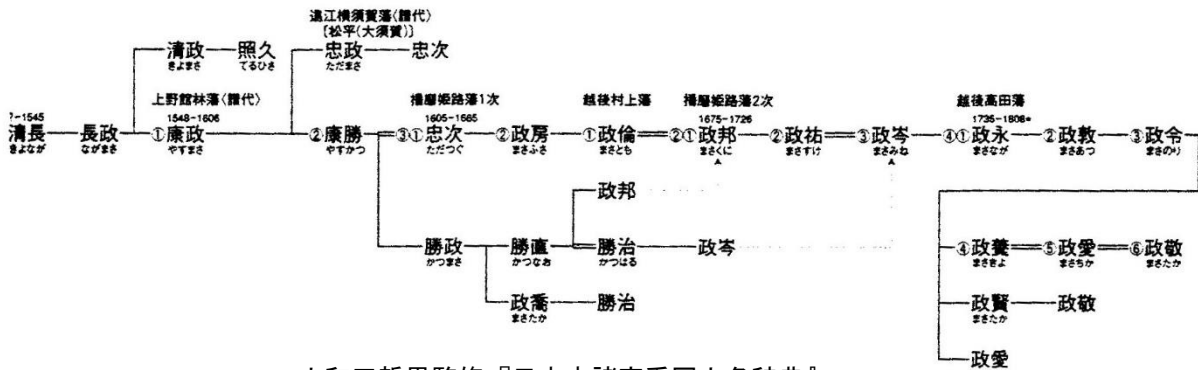 遠江横須賀藩〈譜代〉
[松平(大須賀)]
清政 照久 忠政 忠次
きよまさ てるひさ ただまさ
上野館林藩〈譜代〉 播磨姫路藩1次 越後村上藩 播磨姫路藩2次 越後高田藩
?-1545 1548-1606 1605-1665 1675-1726 1735-1808*
清長 長政 ①康政 ②康勝 ③①忠次 ②政房 ①政倫 ②①政邦 ②政祐 ③政岑 ④①政永 ②政敦 ③政令
きよなが ながまさ やすまさ やすかつ ただつぐ まさふさ まさとも まさくに まさすけ まさみね まさなが まさあつ まさのり
政邦
勝政 勝直 勝治 政岑 ④政養 ⑤政愛 ⑥政敬
かつまさ かつなお かつはる まさきよ まさちか まさたか
政喬 勝治 政賢 政敬
まさたか まさたか
政愛